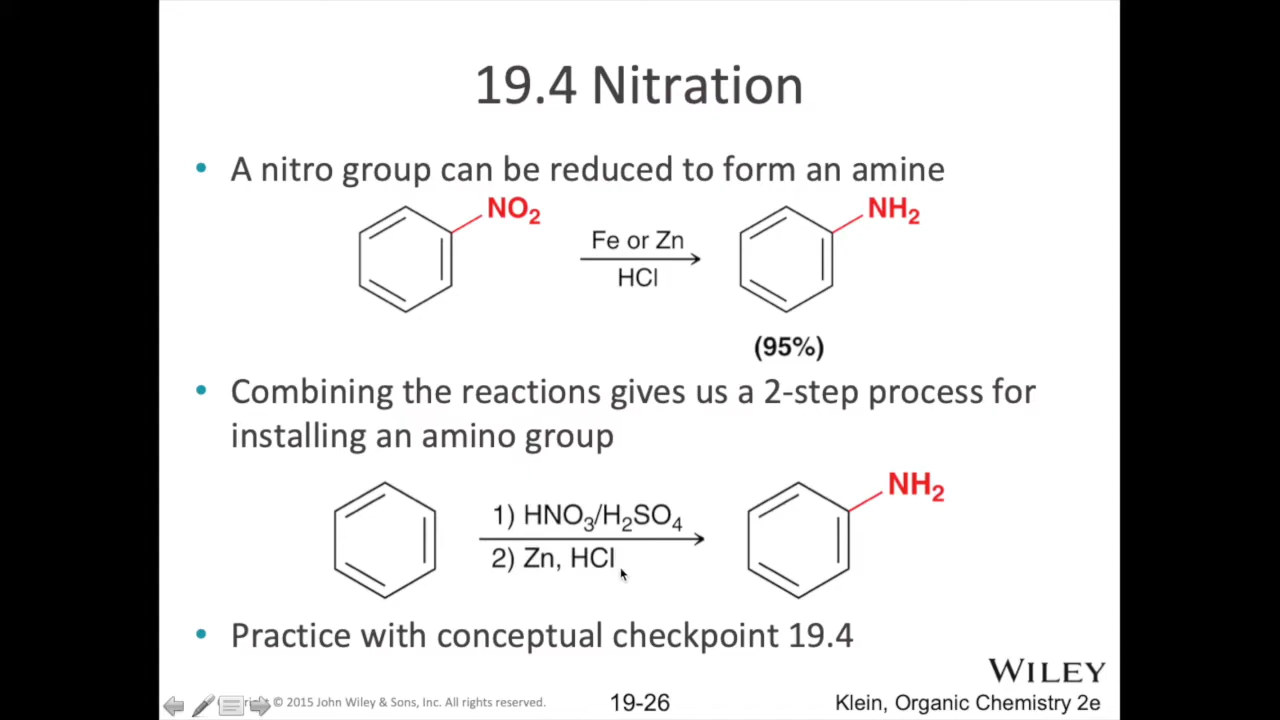 19.4 Nitration
• A nitro group can be reduced to form an amine
NO₂
Fe or Zn
HCl
NH₂
(95%)
• Combining the reactions gives us a 2-step process for
installing an amino group
1) HNO₃/H₂SO₄
2) Zn, HCl
NH₂
• Practice with conceptual checkpoint 19.4
WILEY
© 2015 John Wiley & Sons, Inc. All rights reserved.
19-26
Klein, Organic Chemistry 2e